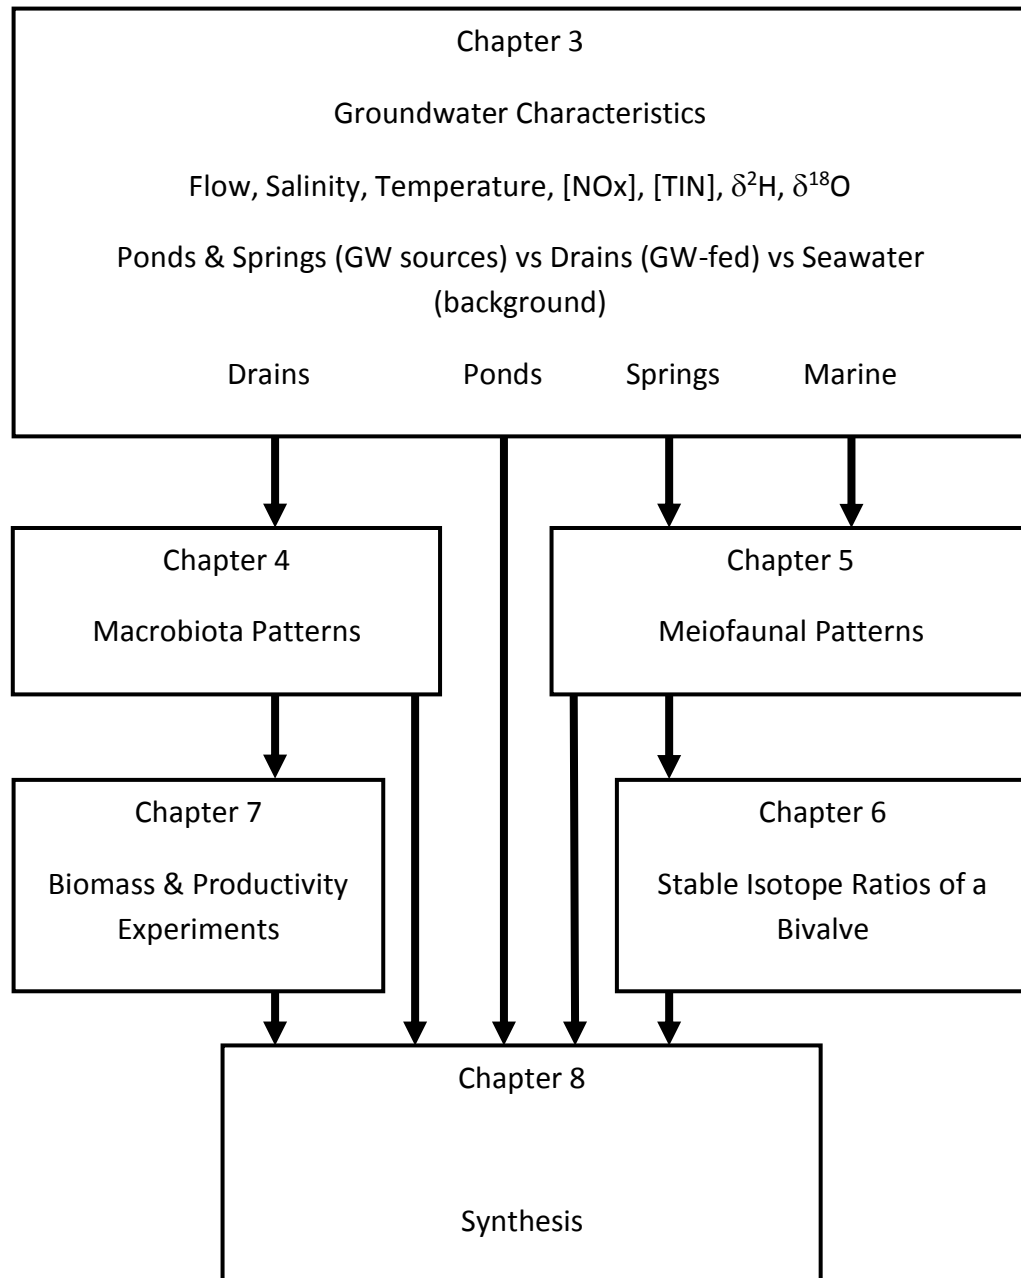 Chapter 3
Groundwater Characteristics
Flow, Salinity, Temperature, [NOx], [TIN], δ²H, δ¹⁸O
Ponds & Springs (GW sources) vs Drains (GW-fed) vs Seawater
(background)
Drains Ponds Springs Marine
Chapter 4
Macrobiota Patterns
Chapter 5
Meiofaunal Patterns
Chapter 7
Biomass & Productivity
Experiments
Chapter 6
Stable Isotope Ratios of a
Bivalve
Chapter 8
Synthesis